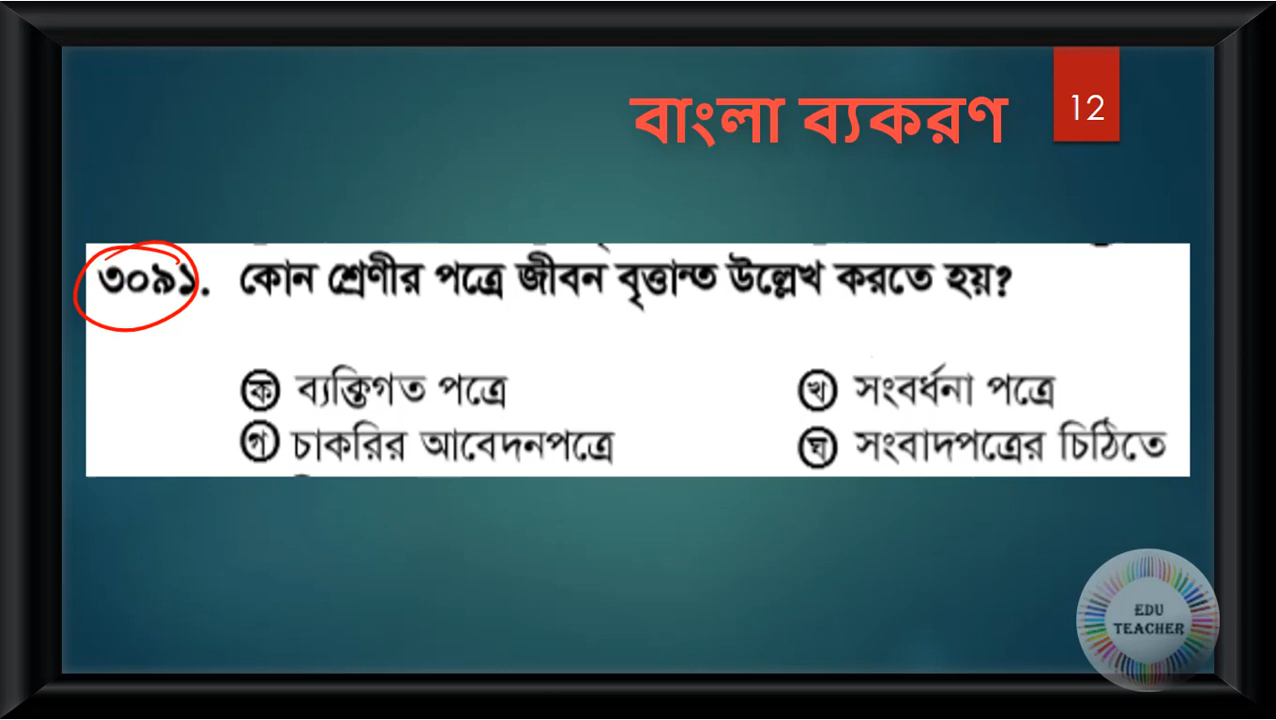 বাংলা ব্যকরণ
12
৩০৯১. কোন শ্রেণীর পত্রে জীবন বৃত্তান্ত উল্লেখ করতে হয়?
ক ব্যক্তিগত পত্রে খ সংবর্ধনা পত্রে
গ চাকরির আবেদনপত্রে ঘ সংবাদপত্রের চিঠিতে
EDU
TEACHER